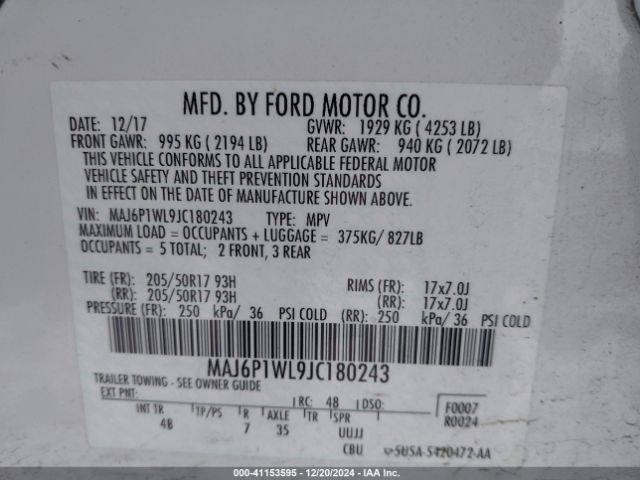 MFD. BY FORD MOTOR CO.
DATE: 12/17 GVWR: 1929 KG ( 4253 LB)
FRONT GAWR: 995 KG ( 2194 LB) REAR GAWR: 940 KG ( 2072 LB)
THIS VEHICLE CONFORMS TO ALL APPLICABLE FEDERAL MOTOR
VEHICLE SAFETY AND THEFT PREVENTION STANDARDS
IN EFFECT ON THE DATE OF MANUFACTURE SHOWN ABOVE.
VIN: MAJ6P1WL9JC180243 TYPE: MPV
MAXIMUM LOAD = OCCUPANTS + LUGGAGE = 375KG/ 827LB
OCCUPANTS = 5 TOTAL; 2 FRONT, 3 REAR
TIRE (FR): 205/50R17 93H RIMS (FR): 17x7.0J
(RR): 205/50R17 93H (RR): 17x7.0J
PRESSURE (FR): 250 kPa/ 36 PSI COLD (RR): 250 kPa/ 36 PSI COLD
MAJ6P1WL9JC180243
TRAILER TOWING - SEE OWNER GUIDE
EXT PNT: RC: 48 DSO: F0007
INT TR TP/PS R AXLE TR SPR R0024
4B 7 35 UUJJ
CBU 5U5A-5420472-AA
000-41153595 - 12/20/2024 - IAA Inc.